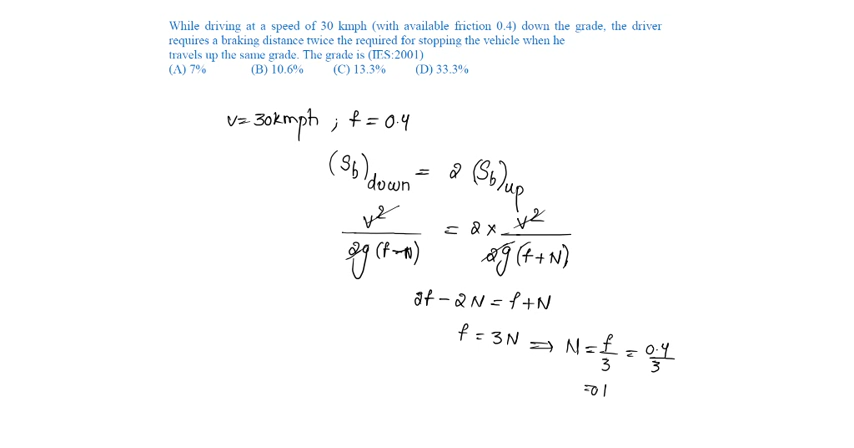 While driving at a speed of 30 kmph (with available friction 0.4) down the grade, the driver
requires a braking distance twice the required for stopping the vehicle when he
travels up the same grade. The grade is (IES:2001)
(A) 7% (B) 10.6% (C) 13.3% (D) 33.3%
v = 30kmph ; f = 0.4
(Sb)down = 2 (Sb)up
v²/2g(f-N) = 2 × v²/2g(f+N)
2f - 2N = f+N
f = 3N ⟹ N = f/3 = 0.4/3
=01